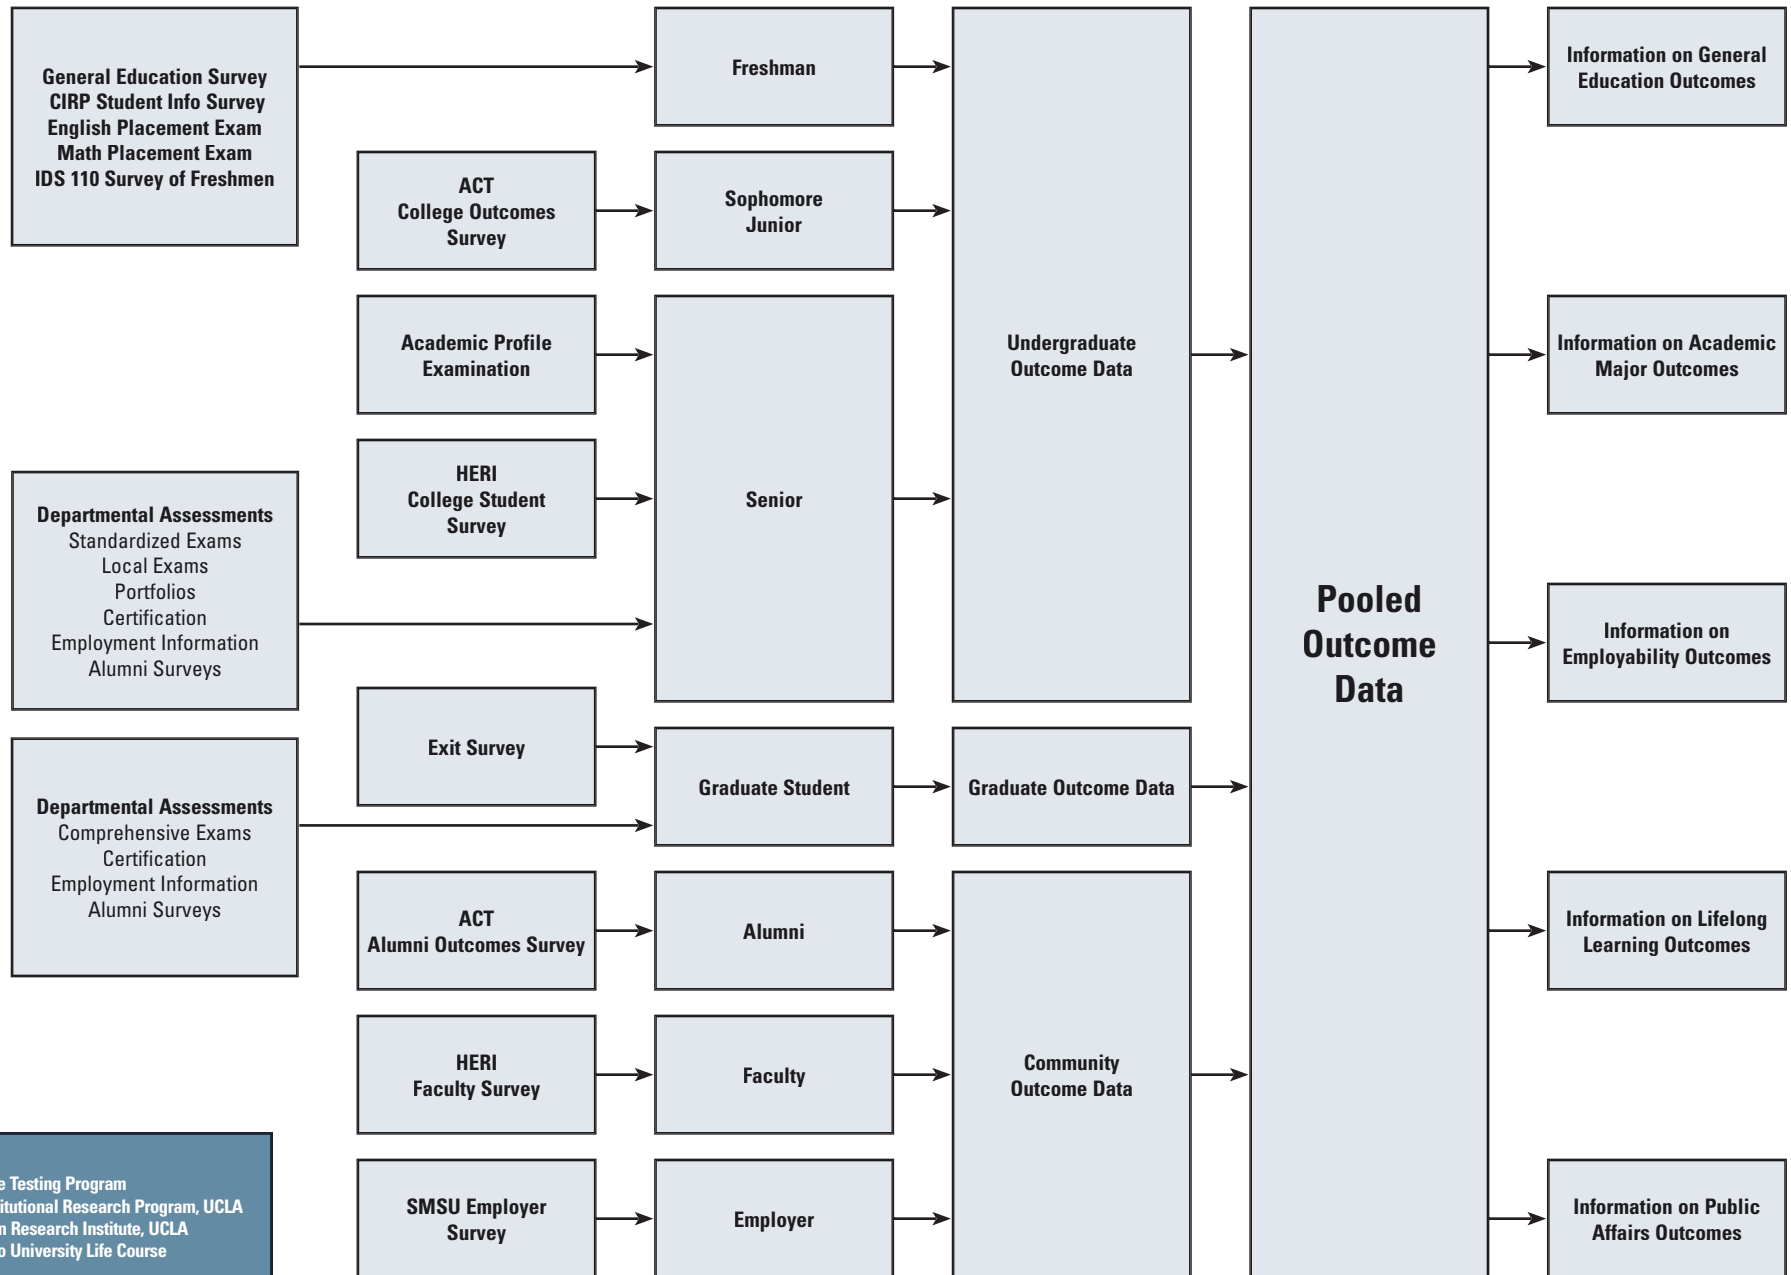 General Education Survey
CIRP Student Info Survey
English Placement Exam
Math Placement Exam
IDS 110 Survey of Freshmen
Freshman
Information on General
Education Outcomes
ACT
College Outcomes
Survey
Sophomore
Junior
Academic Profile
Examination
Undergraduate
Outcome Data
Information on Academic
Major Outcomes
HERI
College Student
Survey
Senior
Departmental Assessments
Standardized Exams
Local Exams
Portfolios
Certification
Employment Information
Alumni Surveys
Pooled
Outcome
Data
Information on
Employability Outcomes
Exit Survey
Graduate Student
Graduate Outcome Data
Departmental Assessments
Comprehensive Exams
Certification
Employment Information
Alumni Surveys
ACT
Alumni Outcomes Survey
Alumni
Information on Lifelong
Learning Outcomes
HERI
Faculty Survey
Faculty
Community
Outcome Data
SMSU Employer
Survey
Employer
Information on Public
Affairs Outcomes
Testing Program
Research Program, UCLA
Research Institute, UCLA
University Life Course